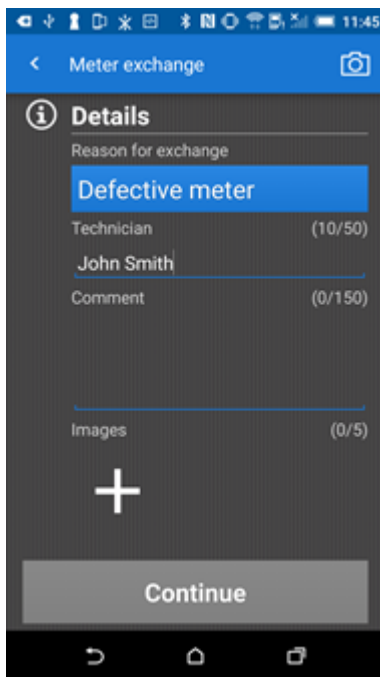 11:45
Meter exchange
Details
Reason for exchange
Defective meter
Technician (10/50)
John Smith
Comment (0/150)
Images (0/5)
Continue